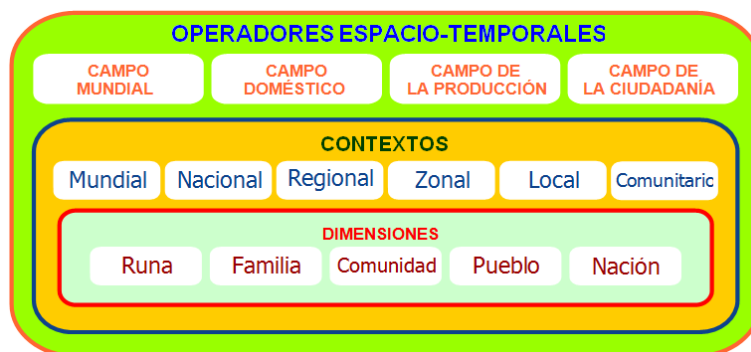 OPERADORES ESPACIO-TEMPORALES
CAMPO MUNDIAL
CAMPO DOMÉSTICO
CAMPO DE LA PRODUCCIÓN
CAMPO DE LA CIUDADANÍA
CONTEXTOS
Mundial Nacional Regional Zonal Local Comunitario
DIMENSIONES
Runa Familia Comunidad Pueblo Nación